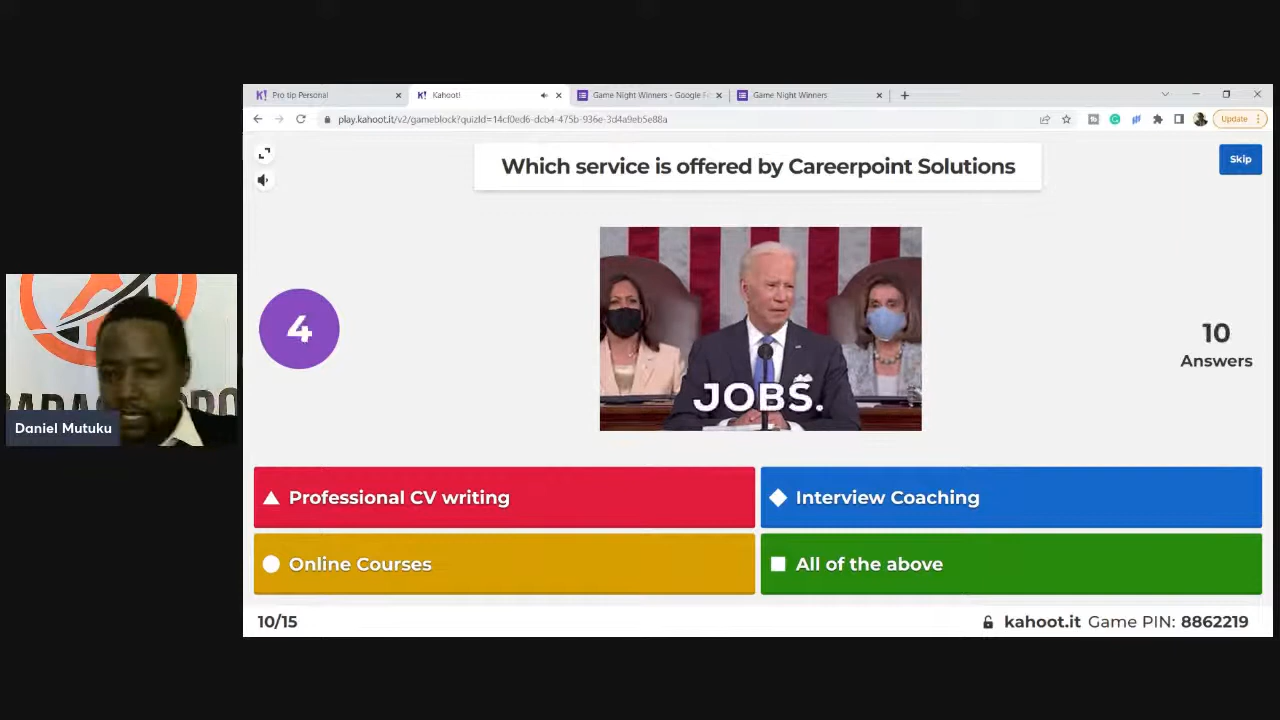 Pro tip Personal
Kahoot!
Game Night Winners - Google F
Game Night Winners
play.kahoot.it/v2/gameblock?quizId=14cf0ed6-dcb4-475b-936e-3d4a9eb5e88a
Update
Which service is offered by Careerpoint Solutions
Skip
4
JOBS.
10
Answers
Daniel Mutuku
Professional CV writing
Interview Coaching
Online Courses
All of the above
10/15
kahoot.it Game PIN: 8862219